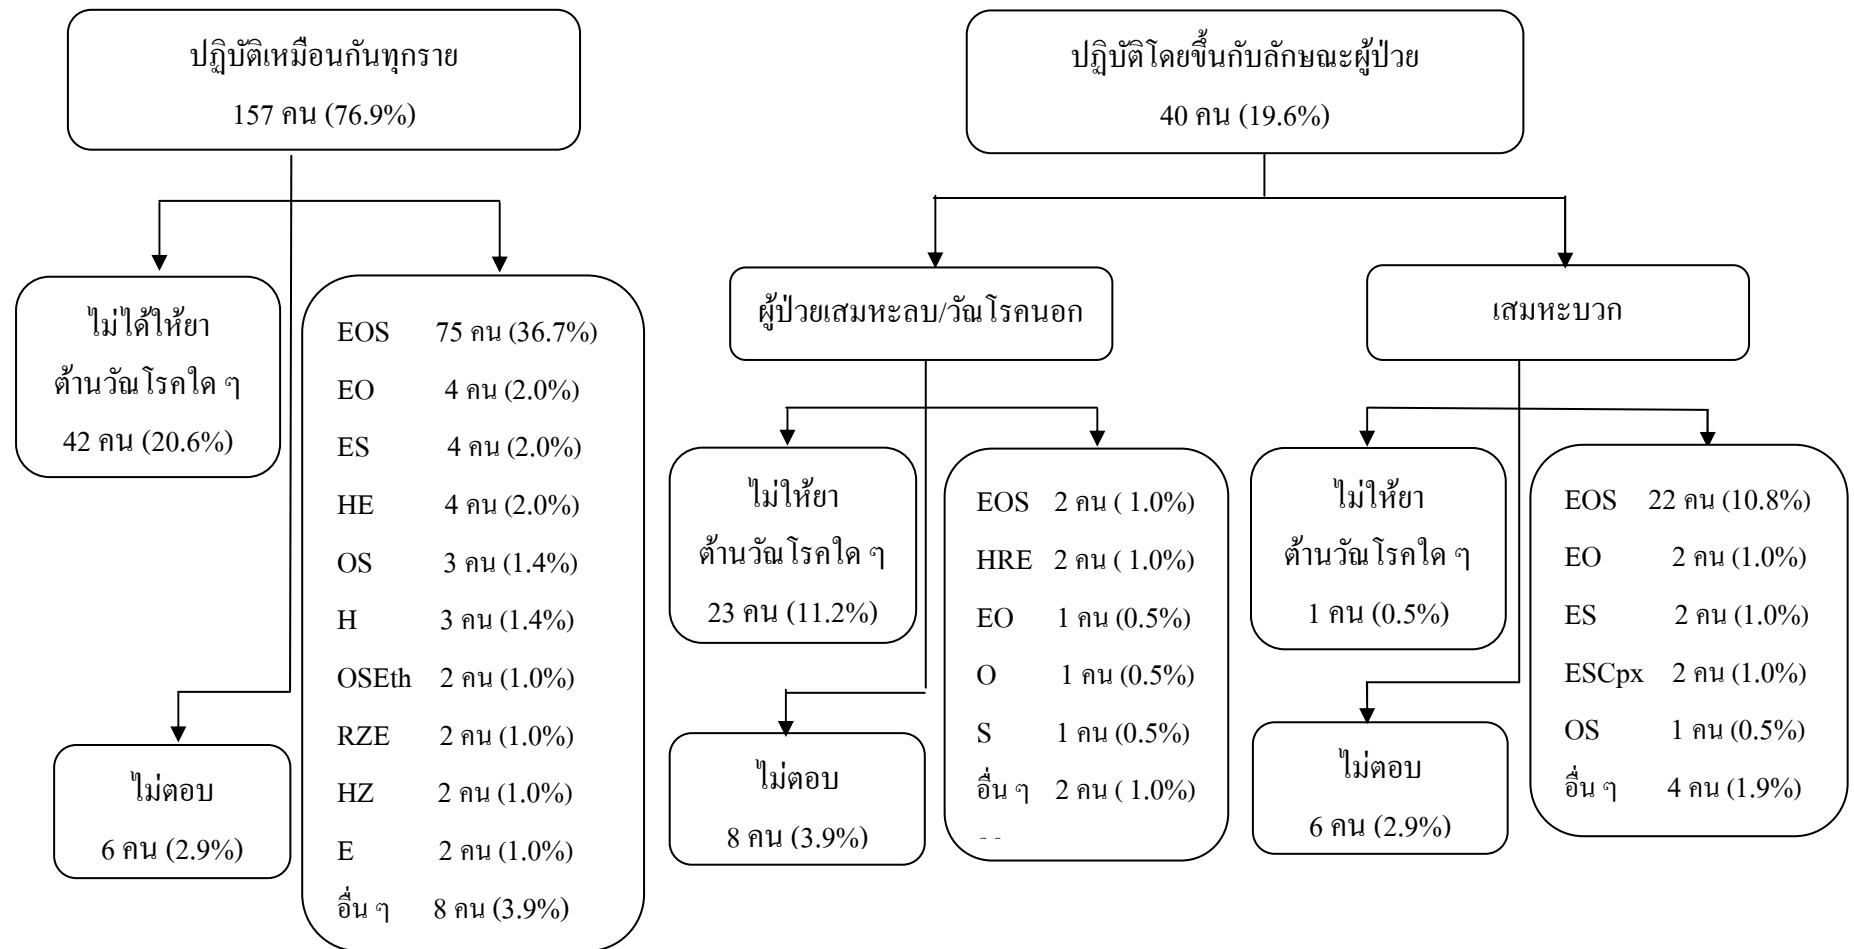 ปฏิบัติเหมือนกันทุกราย
157 คน (76.9%)
ปฏิบัติโดยขึ้นกับลักษณะผู้ป่วย
40 คน (19.6%)
ไม่ได้ให้ยา
ต้านวัณโรคใด ๆ
42 คน (20.6%)
EOS 75 คน (36.7%)
EO 4 คน (2.0%)
ES 4 คน (2.0%)
HE 4 คน (2.0%)
OS 3 คน (1.4%)
H 3 คน (1.4%)
OSEth 2 คน (1.0%)
RZE 2 คน (1.0%)
HZ 2 คน (1.0%)
E 2 คน (1.0%)
อื่น ๆ 8 คน (3.9%)
ไม่ตอบ
6 คน (2.9%)
ผู้ป่วยเสมหะลบ/วัณโรคนอก
ไม่ให้ยา
ต้านวัณโรคใด ๆ
23 คน (11.2%)
EOS 2 คน ( 1.0%)
HRE 2 คน ( 1.0%)
EO 1 คน (0.5%)
O 1 คน (0.5%)
S 1 คน (0.5%)
อื่น ๆ 2 คน ( 1.0%)
ไม่ตอบ
8 คน (3.9%)
เสมหะบวก
ไม่ให้ยา
ต้านวัณโรคใด ๆ
1 คน (0.5%)
EOS 22 คน (10.8%)
EO 2 คน (1.0%)
ES 2 คน (1.0%)
ESCpx 2 คน (1.0%)
OS 1 คน (0.5%)
อื่น ๆ 4 คน (1.9%)
ไม่ตอบ
6 คน (2.9%)